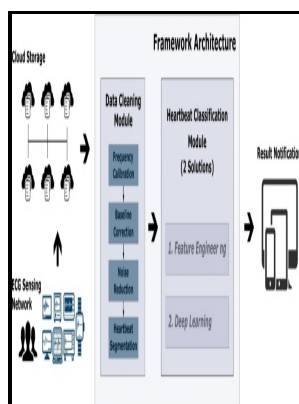 Framework Architecture
Cloud Storage
Data Cleaning
Module
Heartbeat Classification
Module
(2 Solutions)
Result Notification
Frequency
Calibration
Baseline
Correction
Noise
Reduction
Heartbeat
Segmentation
1. Feature Engineering
2. Deep Learning
ECG Sensing
Network